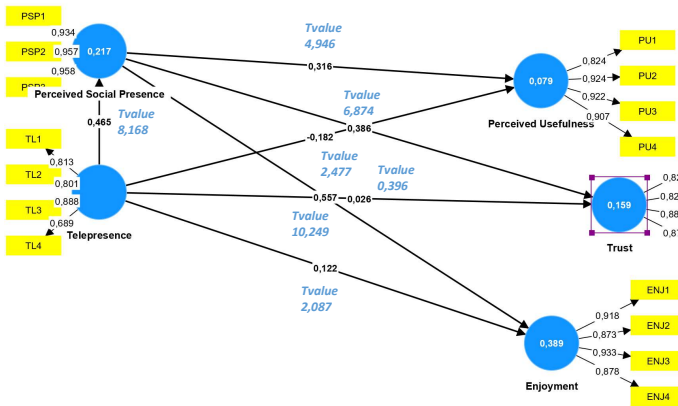 PSP1
0,934
PSP2
0,957
0,958
0,217
Perceived Social Presence
0,465
Tvalue
8,168
Tvalue
4,946
0,316
Tvalue
6,874
0,386
-0,182
Tvalue
2,477
Tvalue
0,396
0,557
0,026
Tvalue
10,249
0,122
Tvalue
2,087
TL1
0,813
TL2
0,801
TL3
0,888
0,689
TL4
Telepresence
0,079
Perceived Usefulness
0,824
PU1
0,924
PU2
0,922
PU3
0,907
PU4
0,159
Trust
0,389
Enjoyment
0,918
ENJ1
0,873
ENJ2
0,933
ENJ3
0,878
ENJ4